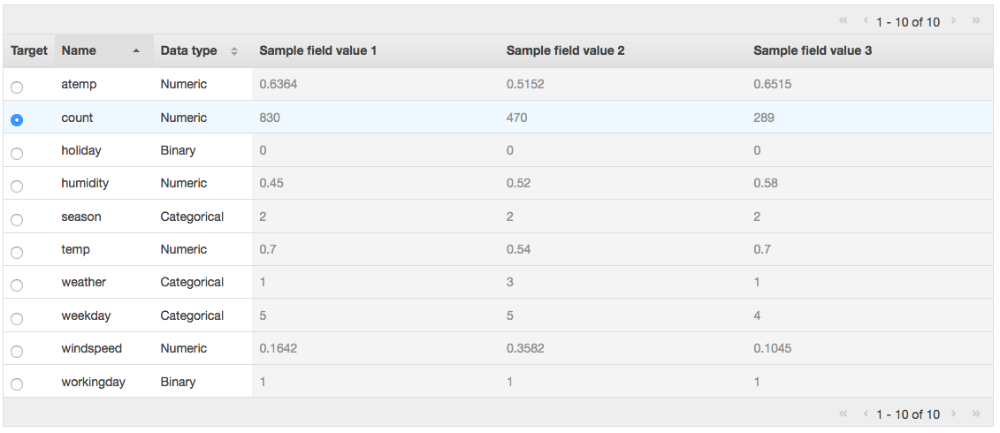 « ‹ 1 - 10 of 10 › »
Target Name Data type Sample field value 1 Sample field value 2 Sample field value 3
atemp Numeric 0.6364 0.5152 0.6515
count Numeric 830 470 289
holiday Binary 0 0 0
humidity Numeric 0.45 0.52 0.58
season Categorical 2 2 2
temp Numeric 0.7 0.54 0.7
weather Categorical 1 3 1
weekday Categorical 5 5 4
windspeed Numeric 0.1642 0.3582 0.1045
workingday Binary 1 1 1
« ‹ 1 - 10 of 10 › »